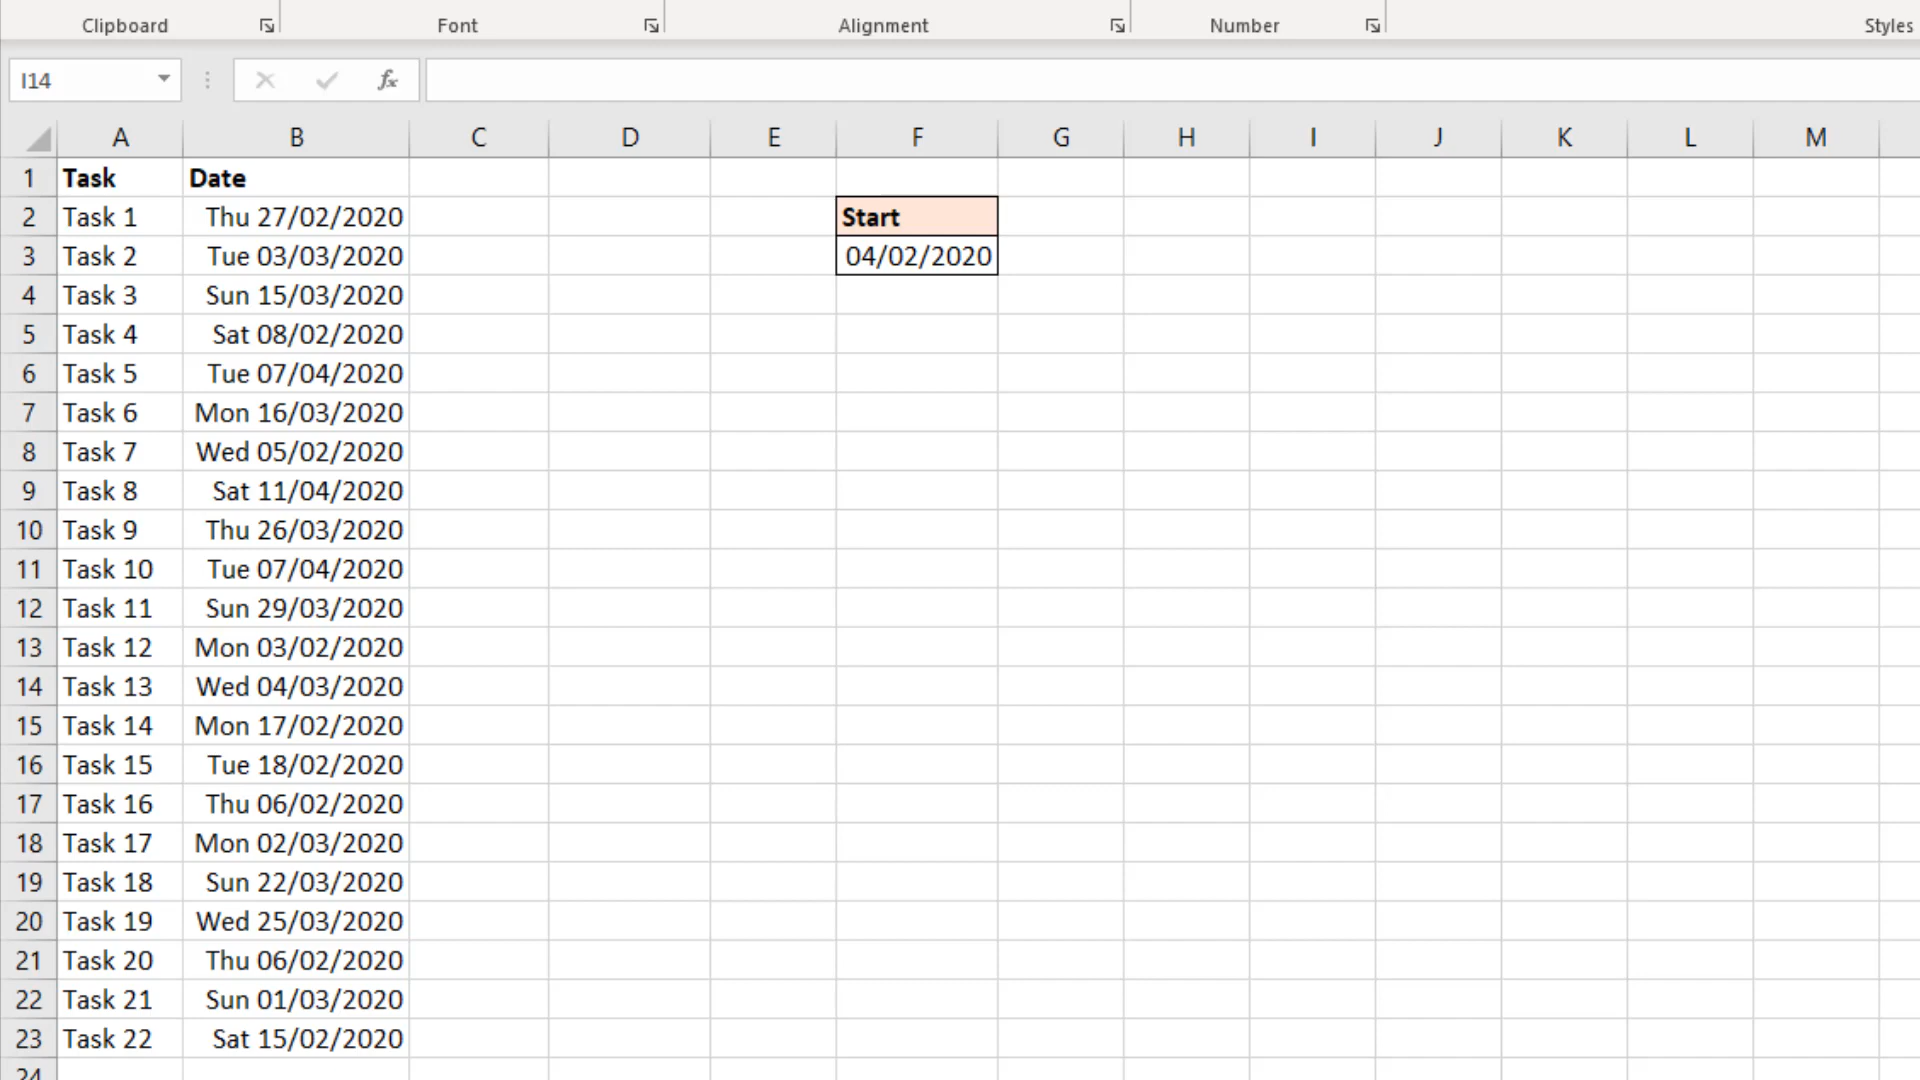 Clipboard Font Alignment Number Styles
I14 fx
A B C D E F G H I J K L M
1 Task Date
2 Task 1 Thu 27/02/2020 Start
3 Task 2 Tue 03/03/2020 04/02/2020
4 Task 3 Sun 15/03/2020
5 Task 4 Sat 08/02/2020
6 Task 5 Tue 07/04/2020
7 Task 6 Mon 16/03/2020
8 Task 7 Wed 05/02/2020
9 Task 8 Sat 11/04/2020
10 Task 9 Thu 26/03/2020
11 Task 10 Tue 07/04/2020
12 Task 11 Sun 29/03/2020
13 Task 12 Mon 03/02/2020
14 Task 13 Wed 04/03/2020
15 Task 14 Mon 17/02/2020
16 Task 15 Tue 18/02/2020
17 Task 16 Thu 06/02/2020
18 Task 17 Mon 02/03/2020
19 Task 18 Sun 22/03/2020
20 Task 19 Wed 25/03/2020
21 Task 20 Thu 06/02/2020
22 Task 21 Sun 01/03/2020
23 Task 22 Sat 15/02/2020
24